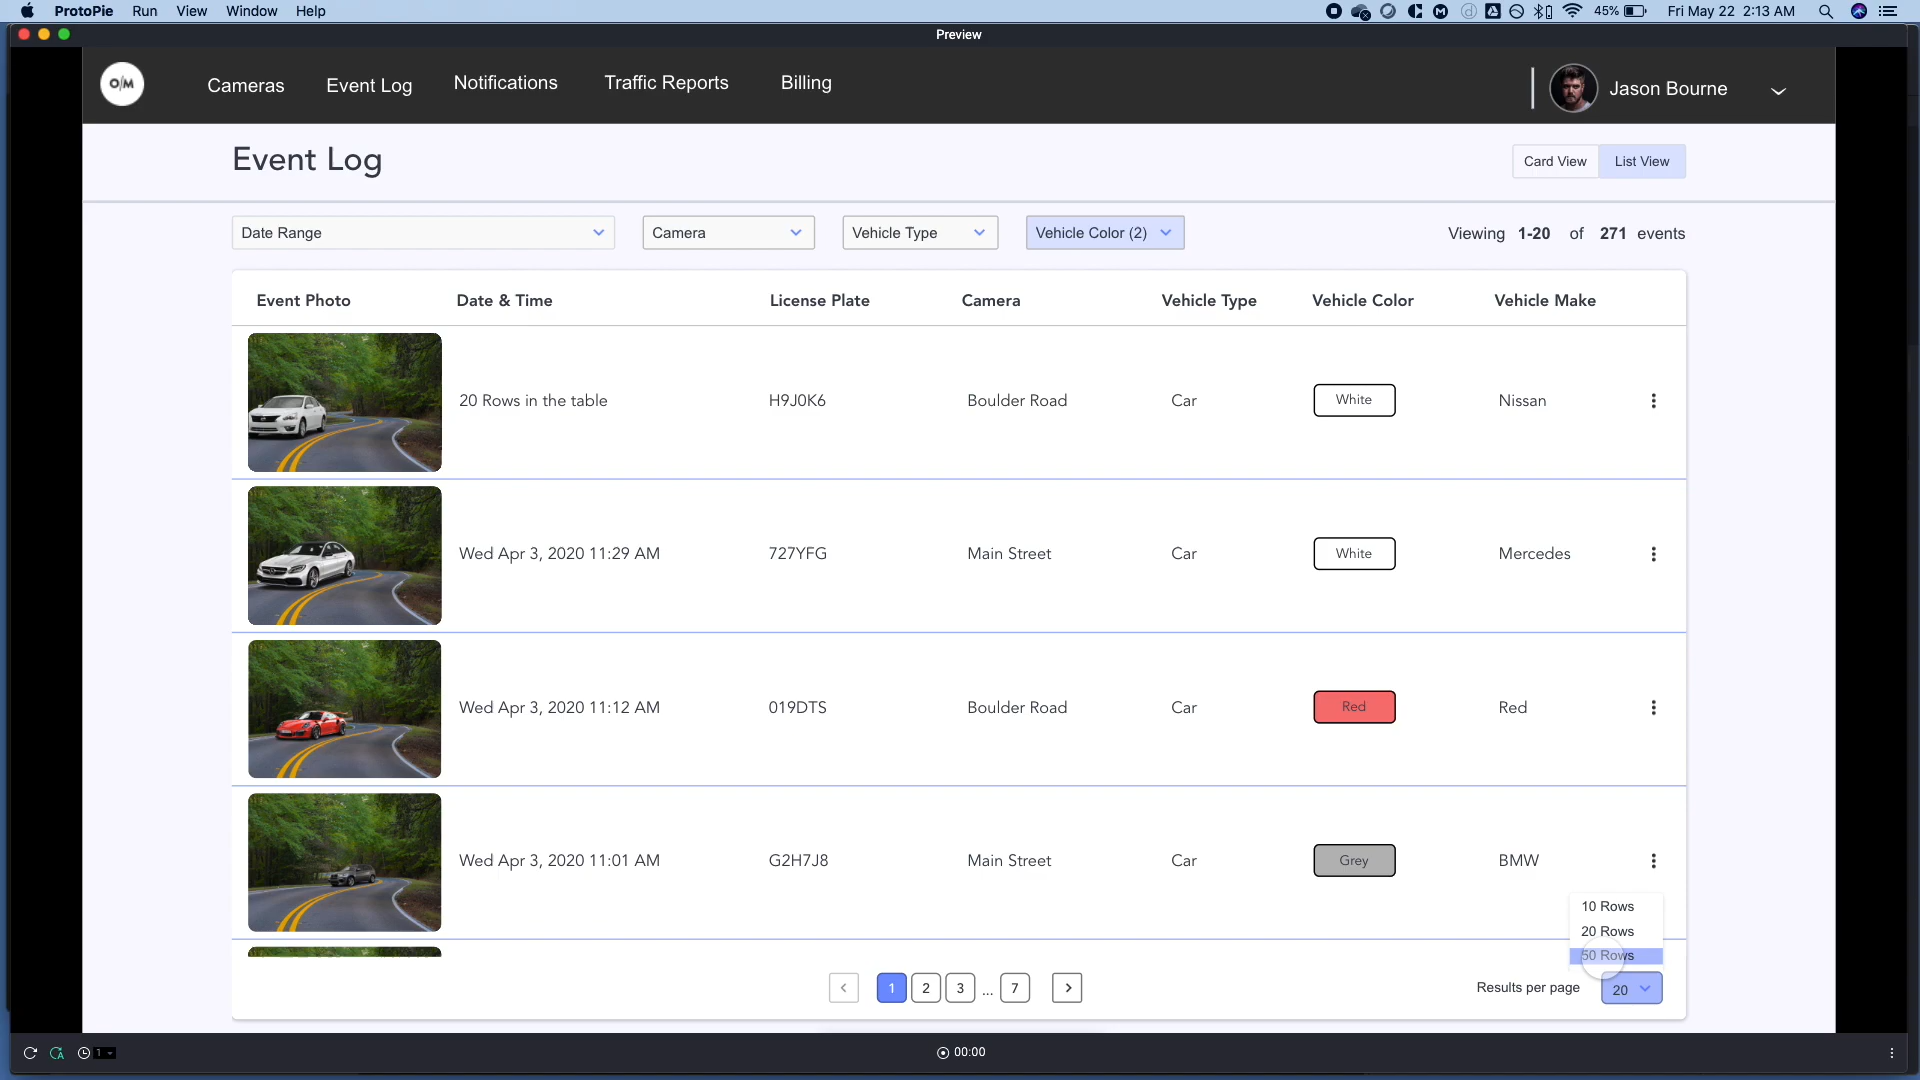 ProtoPie Run View Window Help 45% Fri May 22 2:13 AM
Preview
O/M Cameras Event Log Notifications Traffic Reports Billing Jason Bourne
Event Log Card View List View
Date Range Camera Vehicle Type Vehicle Color (2) Viewing 1-20 of 271 events
Event Photo Date & Time License Plate Camera Vehicle Type Vehicle Color Vehicle Make
20 Rows in the table H9J0K6 Boulder Road Car White Nissan
Wed Apr 3, 2020 11:29 AM 727YFG Main Street Car White Mercedes
Wed Apr 3, 2020 11:12 AM 019DTS Boulder Road Car Red Red
Wed Apr 3, 2020 11:01 AM G2H7J8 Main Street Car Grey BMW
10 Rows
20 Rows
50 Rows
< 1 2 3 ... 7 > Results per page 20
1 00:00